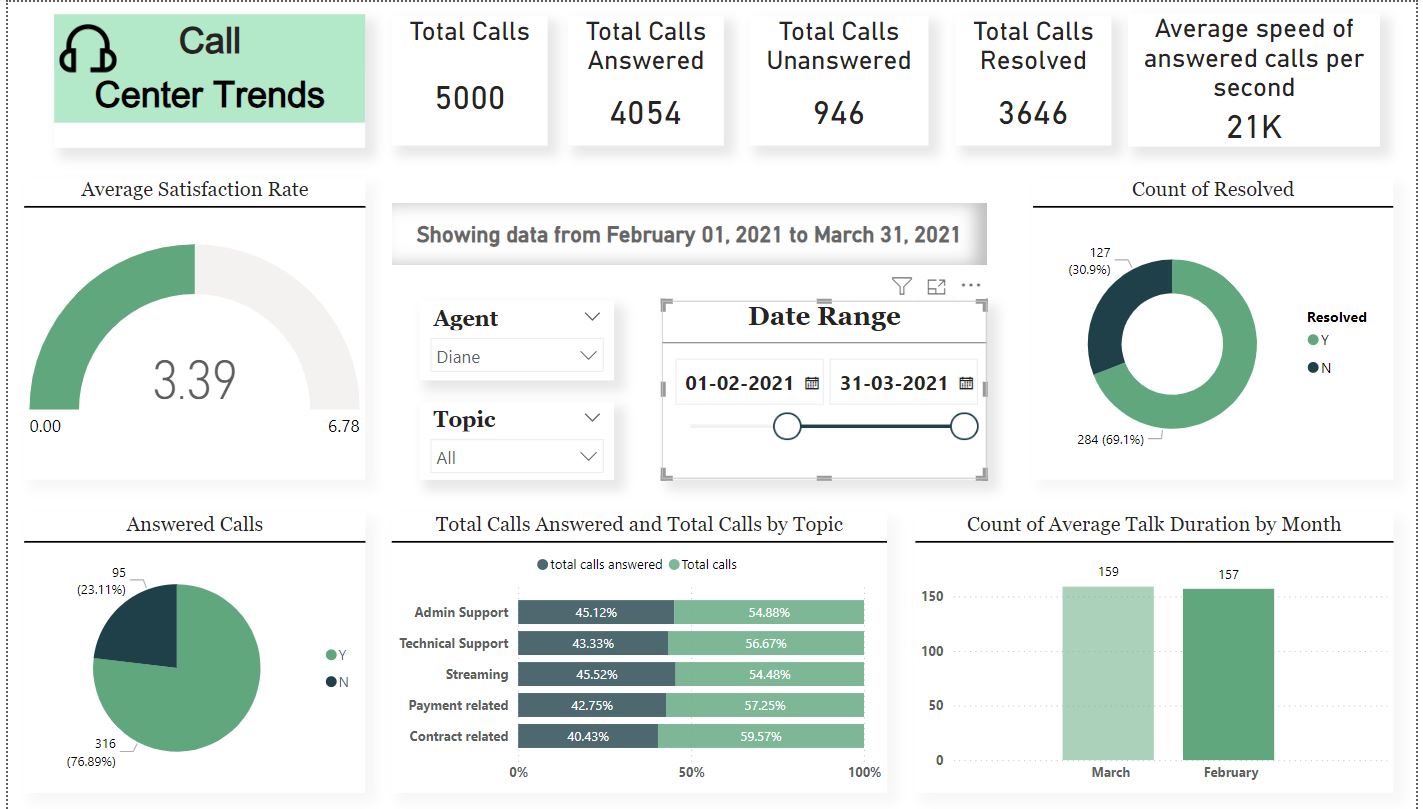 Call
Center Trends
Total Calls
5000
Total Calls
Answered
4054
Total Calls
Unanswered
946
Total Calls
Resolved
3646
Average speed of
answered calls per
second
21K
Average Satisfaction Rate
3.39
0.00
6.78
Showing data from February 01, 2021 to March 31, 2021
Agent
Diane
Topic
All
Date Range
01-02-2021
31-03-2021
Count of Resolved
127
(30.9%)
284 (69.1%)
Resolved
Y
N
Answered Calls
95
(23.11%)
316
(76.89%)
Y
N
Total Calls Answered and Total Calls by Topic
total calls answered Total calls
Admin Support 45.12% 54.88%
Technical Support 43.33% 56.67%
Streaming 45.52% 54.48%
Payment related 42.75% 57.25%
Contract related 40.43% 59.57%
0% 50% 100%
Count of Average Talk Duration by Month
159
157
150
100
50
0
March February